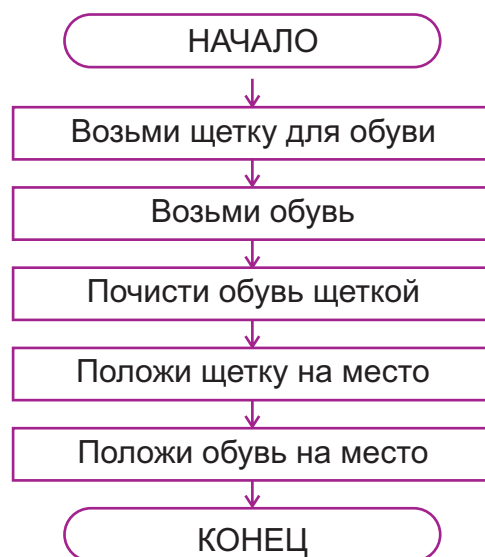 НАЧАЛО
Возьми щетку для обуви
Возьми обувь
Почисти обувь щеткой
Положи щетку на место
Положи обувь на место
КОНЕЦ